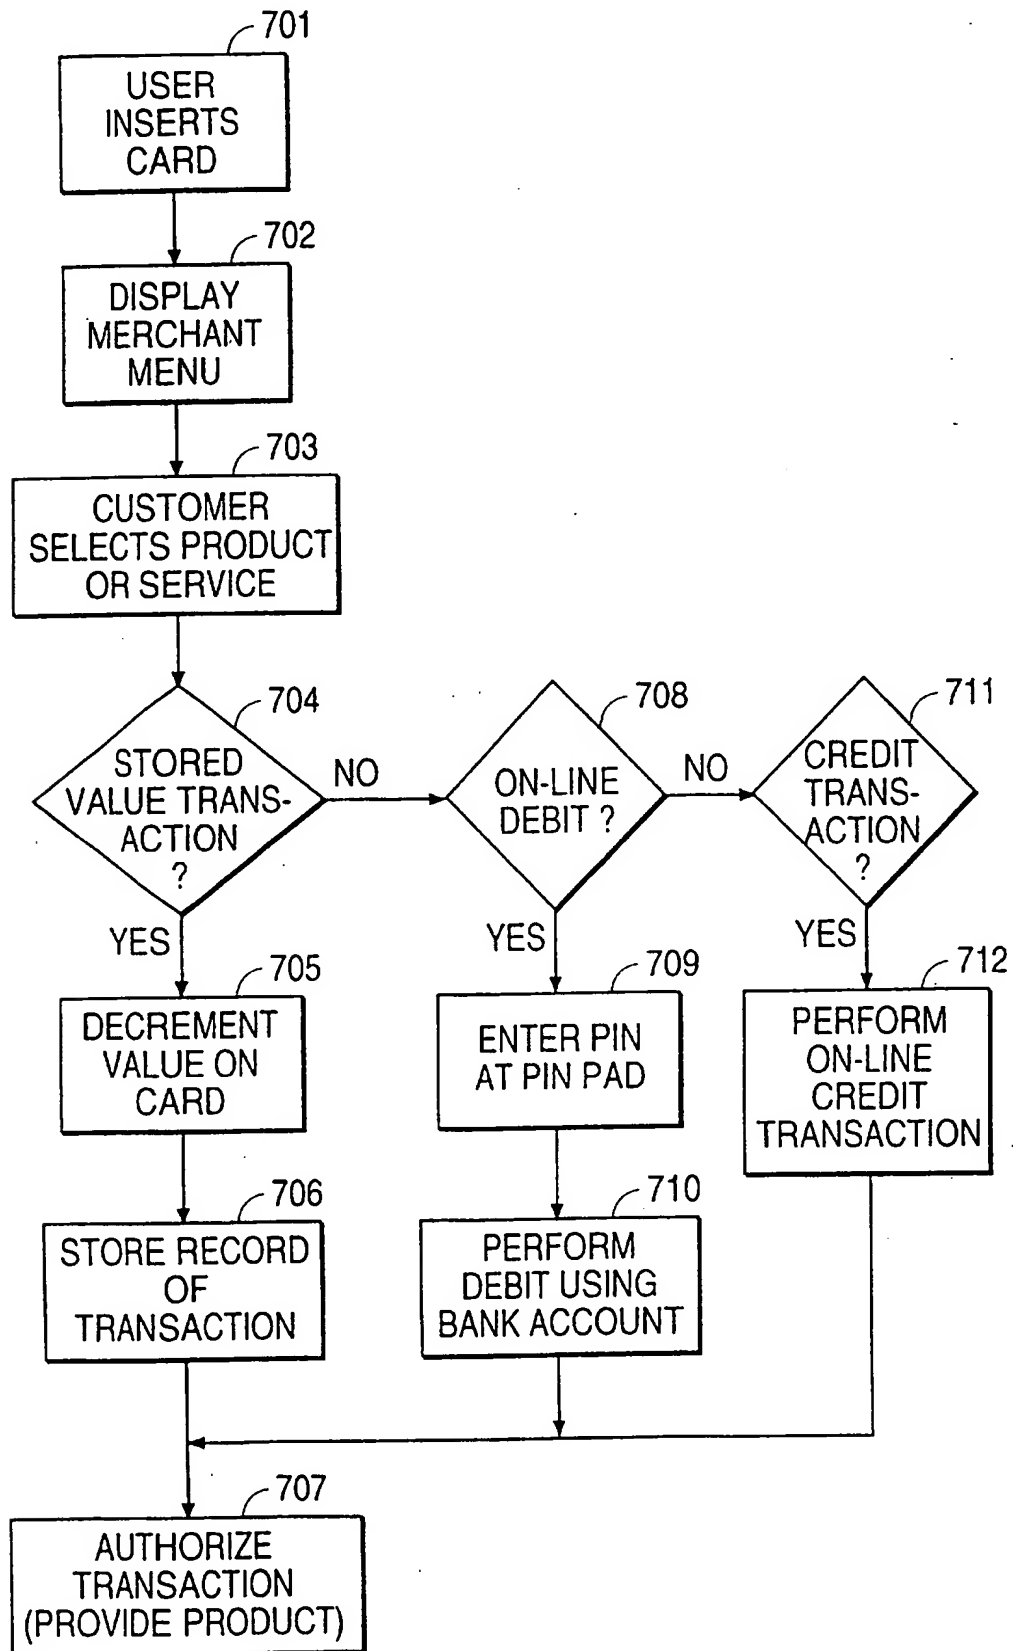 701
USER
INSERTS
CARD
702
DISPLAY
MERCHANT
MENU
703
CUSTOMER
SELECTS PRODUCT
OR SERVICE
704
STORED
VALUE TRANS-
ACTION
?
NO
708
ON-LINE
DEBIT ?
NO
711
CREDIT
TRANS-
ACTION
?
YES
705
DECREMENT
VALUE ON
CARD
706
STORE RECORD
OF
TRANSACTION
YES
709
ENTER PIN
AT PIN PAD
710
PERFORM
DEBIT USING
BANK ACCOUNT
YES
712
PERFORM
ON-LINE
CREDIT
TRANSACTION
707
AUTHORIZE
TRANSACTION
(PROVIDE PRODUCT)